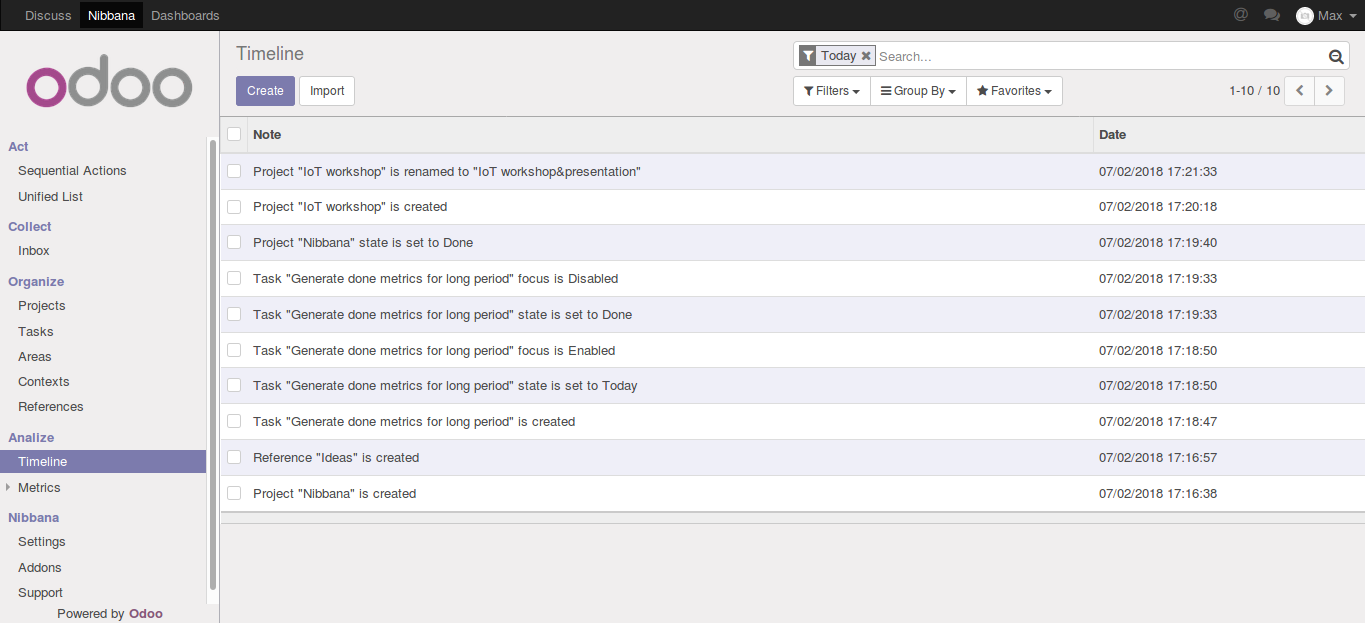 Discuss Nibbana Dashboards @ Max
odoo
Timeline
Today Search...
Create Import
Filters Group By Favorites 1-10 / 10
Act
Sequential Actions
Unified List
Collect
Inbox
Organize
Projects
Tasks
Areas
Contexts
References
Analize
Timeline
Metrics
Nibbana
Settings
Addons
Support
Powered by Odoo
Note Date
Project "IoT workshop" is renamed to "IoT workshop&presentation" 07/02/2018 17:21:33
Project "IoT workshop" is created 07/02/2018 17:20:18
Project "Nibbana" state is set to Done 07/02/2018 17:19:40
Task "Generate done metrics for long period" focus is Disabled 07/02/2018 17:19:33
Task "Generate done metrics for long period" state is set to Done 07/02/2018 17:19:33
Task "Generate done metrics for long period" focus is Enabled 07/02/2018 17:18:50
Task "Generate done metrics for long period" state is set to Today 07/02/2018 17:18:50
Task "Generate done metrics for long period" is created 07/02/2018 17:18:47
Reference "Ideas" is created 07/02/2018 17:16:57
Project "Nibbana" is created 07/02/2018 17:16:38